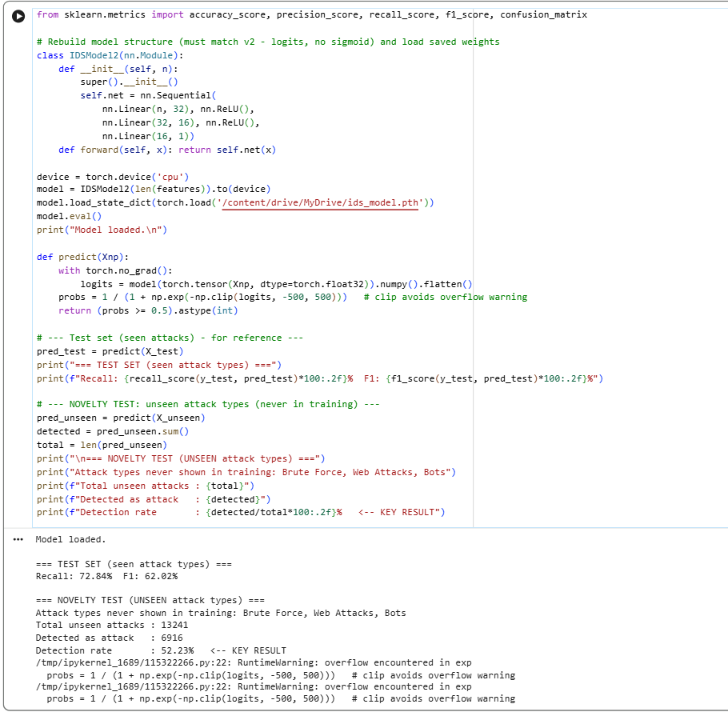 from sklearn.metrics import accuracy_score, precision_score, recall_score, f1_score, confusion_matrix

# Rebuild model structure (must match v2 - logits, no sigmoid) and load saved weights
class IDSModel2(nn.Module):
    def __init__(self, n):
        super().__init__()
        self.net = nn.Sequential(
            nn.Linear(n, 32), nn.ReLU(),
            nn.Linear(32, 16), nn.ReLU(),
            nn.Linear(16, 1))
    def forward(self, x): return self.net(x)

device = torch.device('cpu')
model = IDSModel2(len(features)).to(device)
model.load_state_dict(torch.load('/content/drive/MyDrive/ids_model.pth'))
model.eval()
print("Model loaded.\n")

def predict(Xnp):
    with torch.no_grad():
        logits = model(torch.tensor(Xnp, dtype=torch.float32)).numpy().flatten()
    probs = 1 / (1 + np.exp(-np.clip(logits, -500, 500)))   # clip avoids overflow warning
    return (probs >= 0.5).astype(int)

# --- Test set (seen attacks) - for reference ---
pred_test = predict(X_test)
print("=== TEST SET (seen attack types) ===")
print(f"Recall: {recall_score(y_test, pred_test)*100:.2f}%  F1: {f1_score(y_test, pred_test)*100:.2f}%")

# --- NOVELTY TEST: unseen attack types (never in training) ---
pred_unseen = predict(X_unseen)
detected = pred_unseen.sum()
total = len(pred_unseen)
print("\n=== NOVELTY TEST (UNSEEN attack types) ===")
print("Attack types never shown in training: Brute Force, Web Attacks, Bots")
print(f"Total unseen attacks : {total}")
print(f"Detected as attack   : {detected}")
print(f"Detection rate       : {detected/total*100:.2f}%   <-- KEY RESULT")

Model loaded.

=== TEST SET (seen attack types) ===
Recall: 72.84%  F1: 62.02%

=== NOVELTY TEST (UNSEEN attack types) ===
Attack types never shown in training: Brute Force, Web Attacks, Bots
Total unseen attacks : 13241
Detected as attack   : 6916
Detection rate       : 52.23%   <-- KEY RESULT
/tmp/ipykernel_1689/115322266.py:22: RuntimeWarning: overflow encountered in exp
  probs = 1 / (1 + np.exp(-np.clip(logits, -500, 500)))   # clip avoids overflow warning
/tmp/ipykernel_1689/115322266.py:22: RuntimeWarning: overflow encountered in exp
  probs = 1 / (1 + np.exp(-np.clip(logits, -500, 500)))   # clip avoids overflow warning